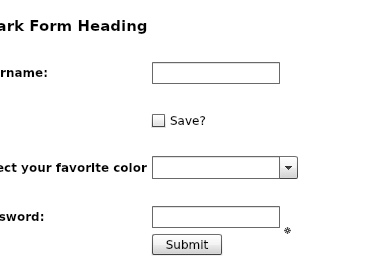 ark Form Heading
rname:
Save?
ect your favorite color
sword:
*
Submit